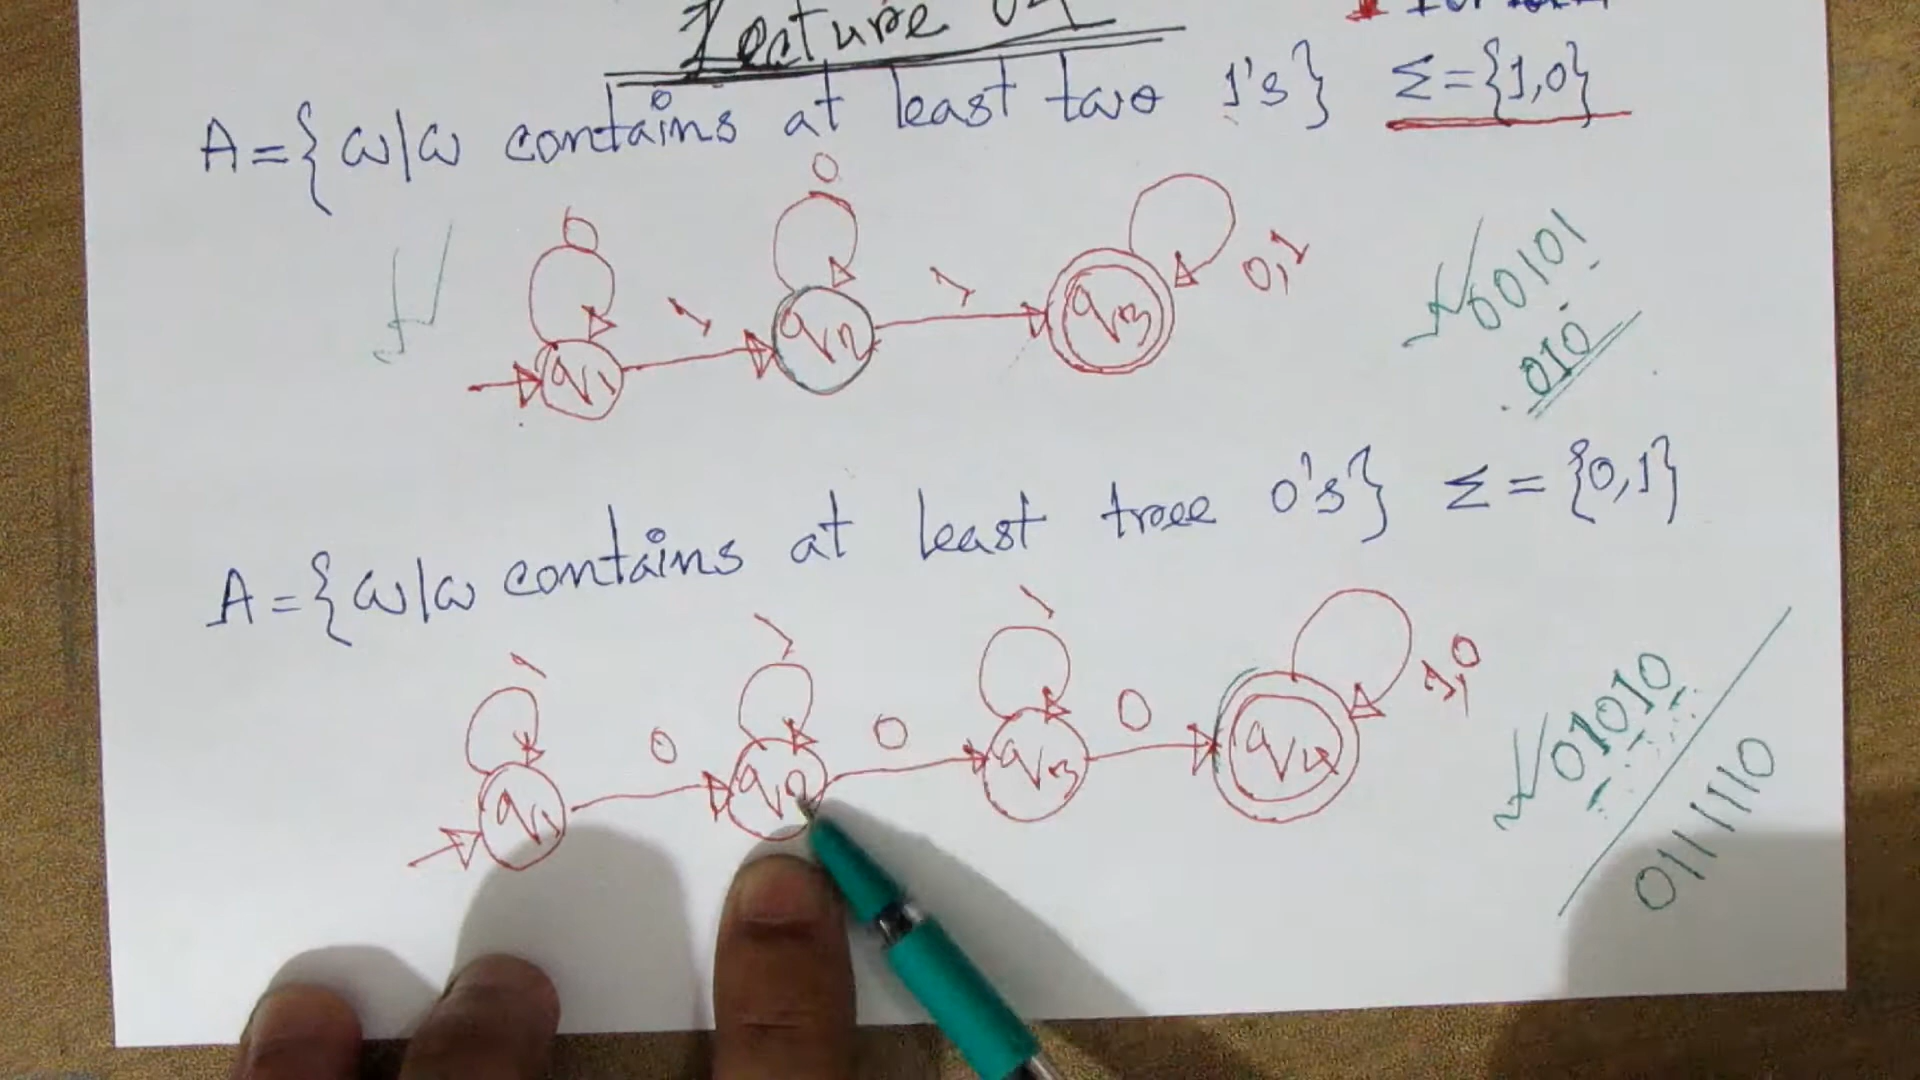 Lecture 04
A={ω|ω contains at least two 1's} Σ={1,0}
0 0 0,1
1 1
q1 q2 q3
00101
010
A={ω|ω contains at least tree 0's} Σ={0,1}
1 1 1 1,0
0 0 0
q1 q2 q3 q4
01010
0111110